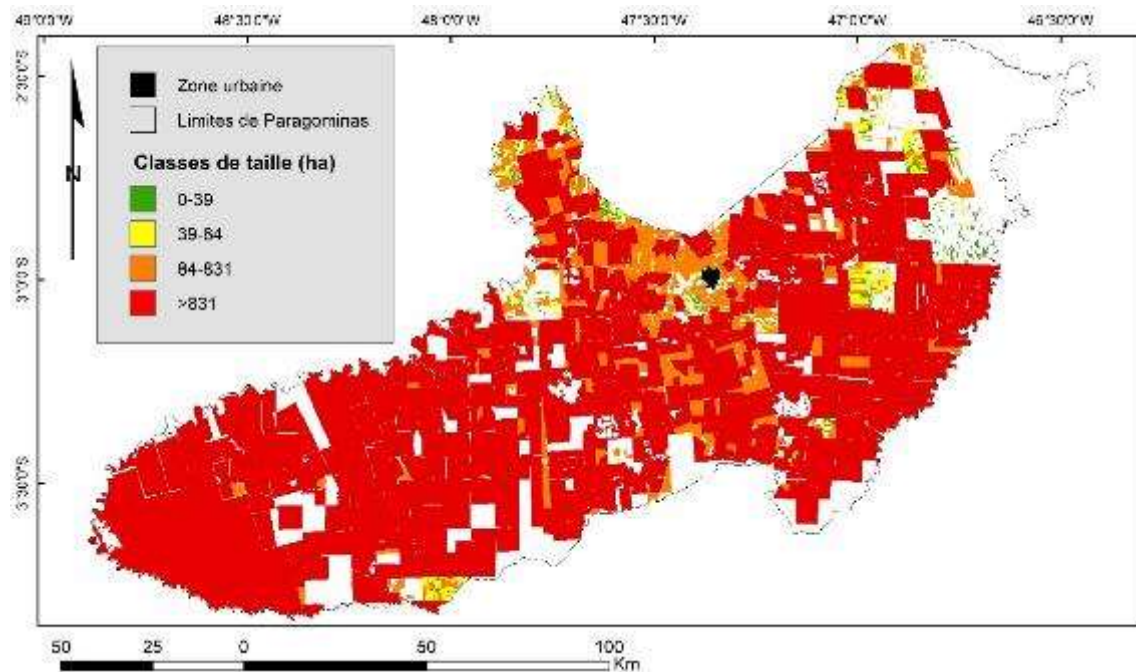 49°0'0"W 48°30'0"W 48°0'0"W 47°30'0"W 47°0'0"W 46°30'0"W
2°30'0"S
3°0'0"S
3°30'0"S
N
Zone urbaine
Limites de Paragominas
Classes de taille (ha)
0-39
39-84
84-831
>831
50 25 0 50 100
Km